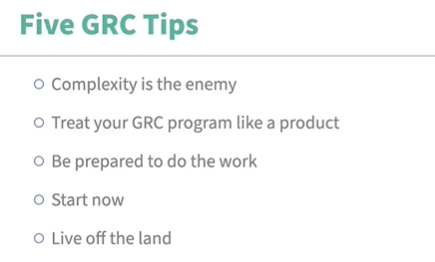 Five GRC Tips
Complexity is the enemy
Treat your GRC program like a product
Be prepared to do the work
Start now
Live off the land